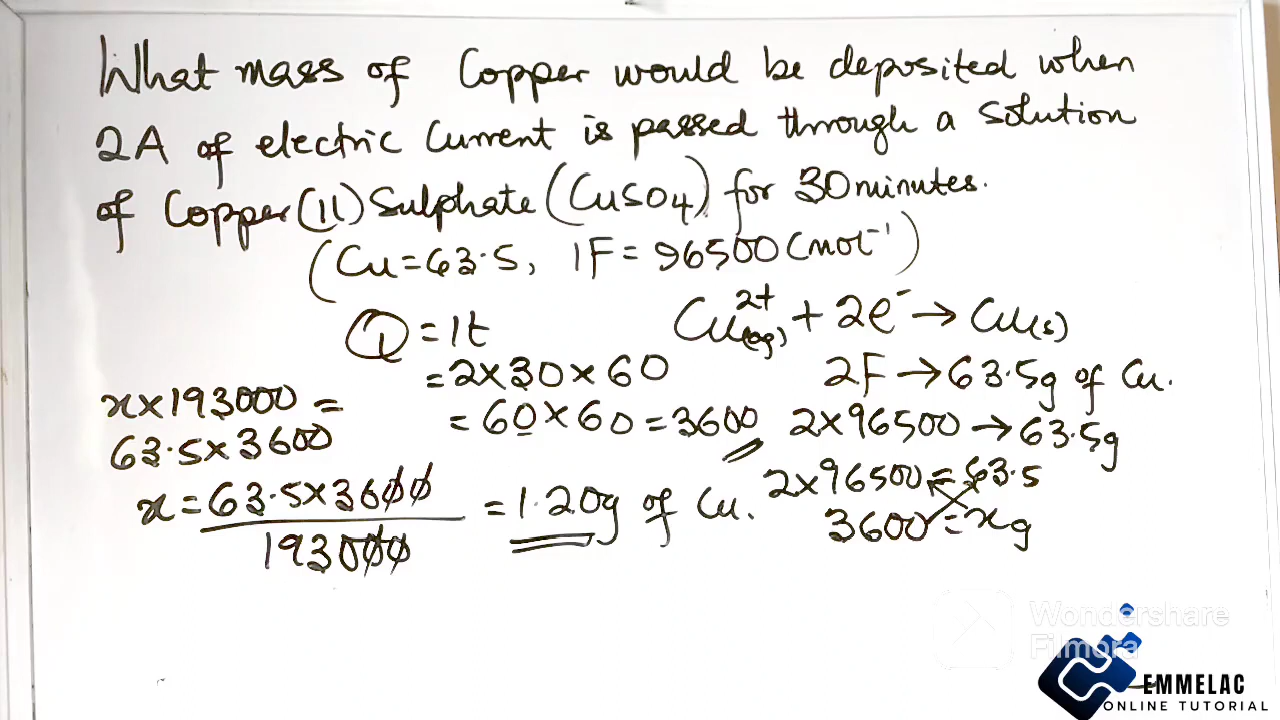 What mass of Copper would be deposited when
2A of electric Current is passed through a solution
of Copper(II)Sulphate(CuSO4) for 30minutes.
(Cu=63.5, 1F=96500Cmol⁻¹)
Q=It
=2×30×60
=60×60=3600
Cu²⁺(aq)+2e⁻→Cu(s)
2F→63.5g of Cu.
2×96500→63.5g
2×96500=63.5
3600=xg
x×193000=
63.5×3600
x=63.5×3600
193000
=1.20g of Cu.
Wondershare
Filmora
EMMELAC
ONLINE TUTORIAL